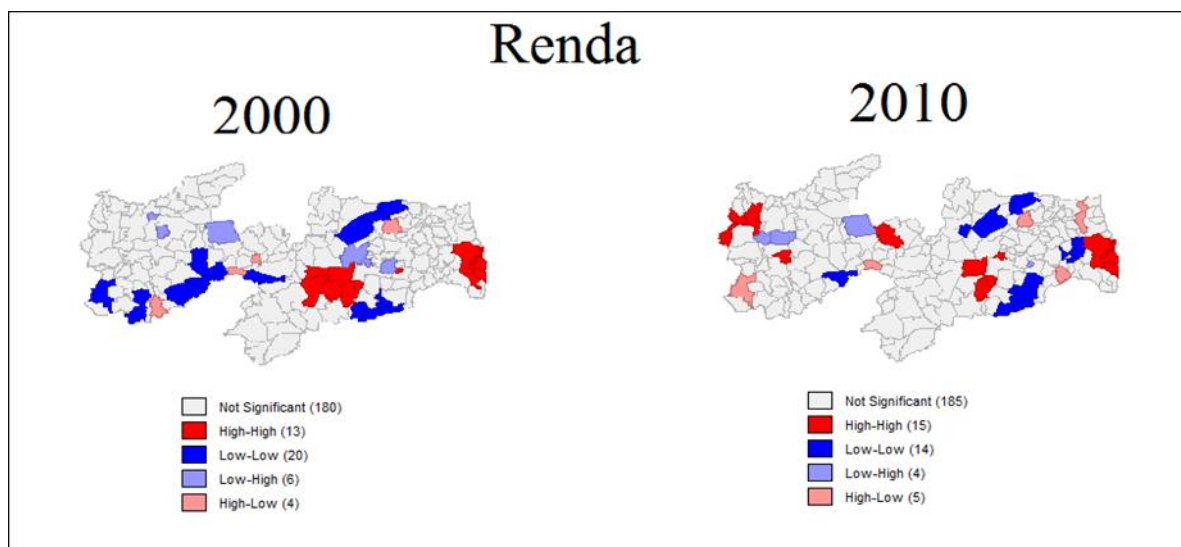 Renda
2000
2010
Not Significant (180)
High-High (13)
Low-Low (20)
Low-High (6)
High-Low (4)
Not Significant (185)
High-High (15)
Low-Low (14)
Low-High (4)
High-Low (5)